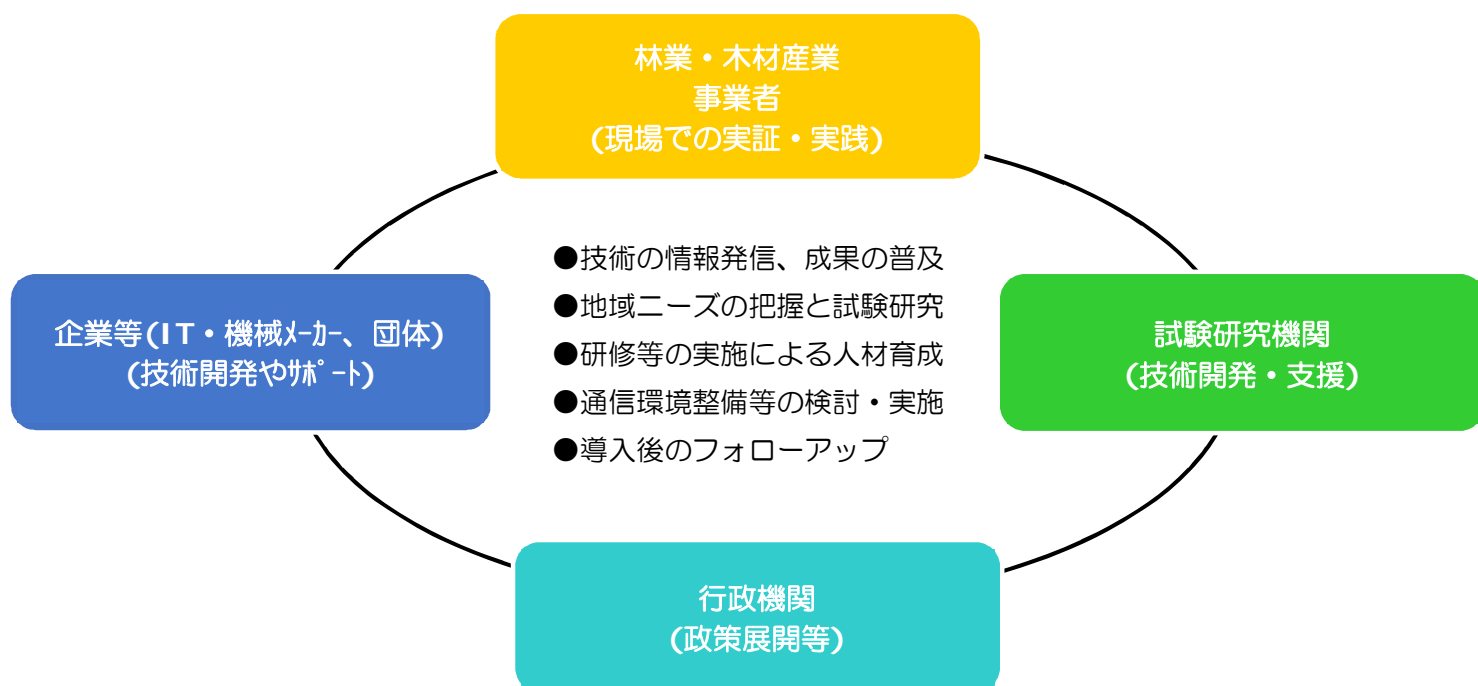 林業・木材産業
事業者
(現場での実証・実践)
●技術の情報発信、成果の普及
●地域ニーズの把握と試験研究
●研修等の実施による人材育成
●通信環境整備等の検討・実施
●導入後のフォローアップ
企業等(IT・機械ﾒｰｶｰ、団体)
(技術開発やｻﾎﾟｰﾄ)
試験研究機関
(技術開発・支援)
行政機関
(政策展開等)